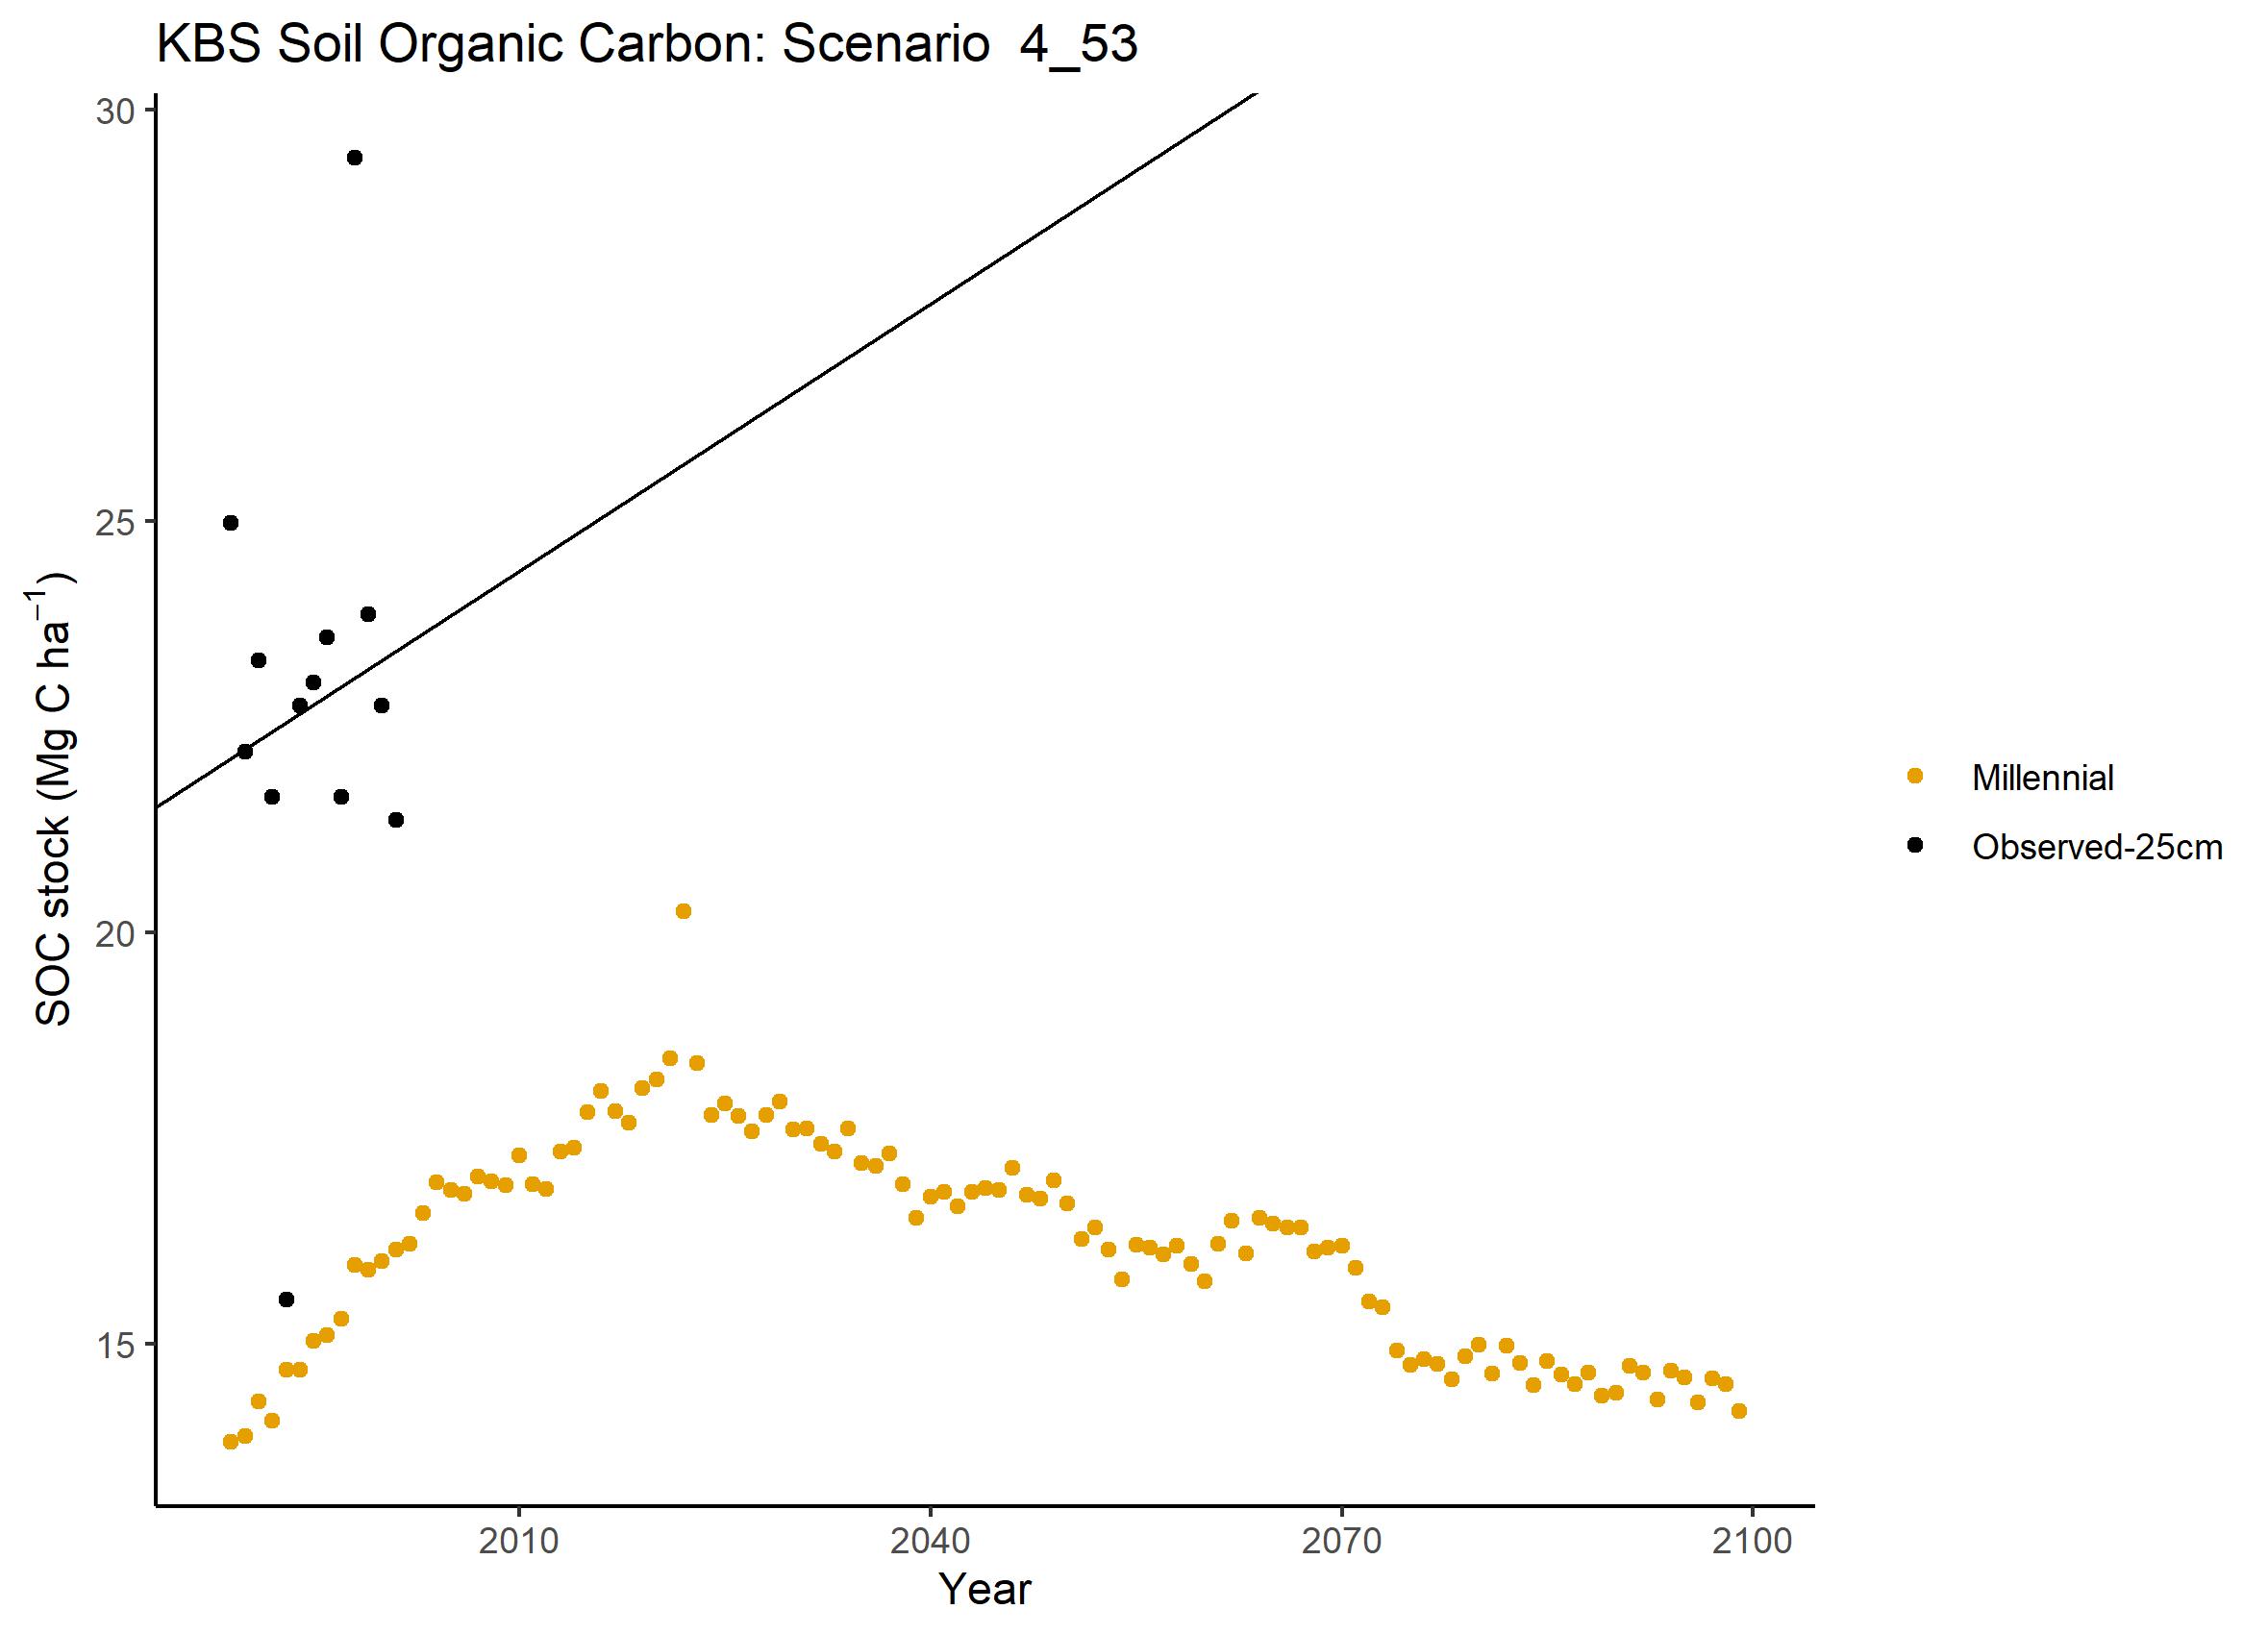 KBS Soil Organic Carbon: Scenario  4_53
30
25
20
15
SOC stock (Mg C ha⁻¹)
2010
2040
2070
2100
Year
Millennial
Observed-25cm